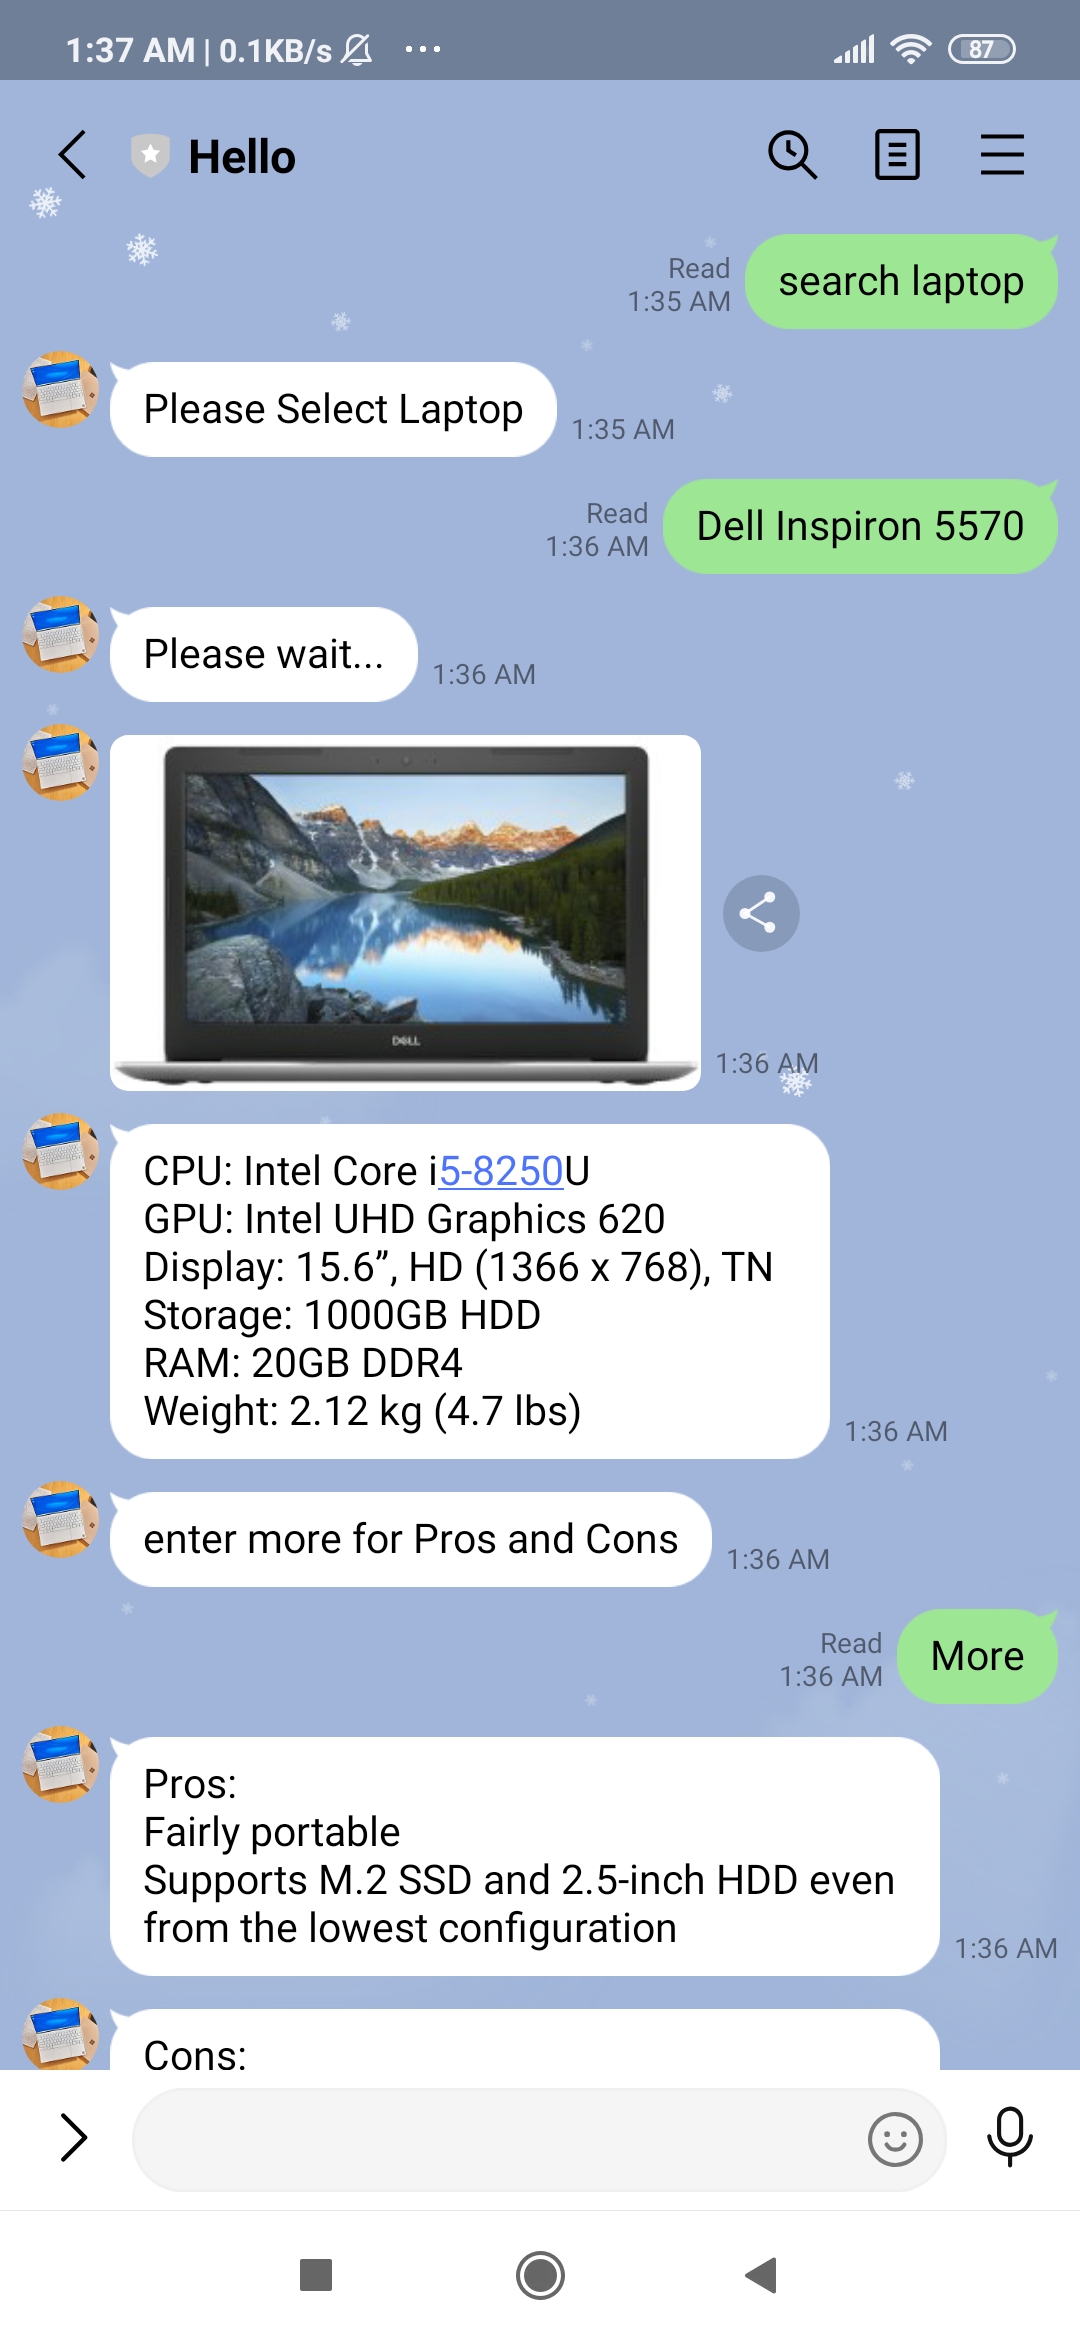 1:37 AM | 0.1KB/s ...
87
Hello
search laptop
Read
1:35 AM
Please Select Laptop
1:35 AM
Dell Inspiron 5570
Read
1:36 AM
Please wait...
1:36 AM
DELL
1:36 AM
CPU: Intel Core i5-8250U
GPU: Intel UHD Graphics 620
Display: 15.6”, HD (1366 x 768), TN
Storage: 1000GB HDD
RAM: 20GB DDR4
Weight: 2.12 kg (4.7 lbs)
1:36 AM
enter more for Pros and Cons
1:36 AM
More
Read
1:36 AM
Pros:
Fairly portable
Supports M.2 SSD and 2.5-inch HDD even
from the lowest configuration
1:36 AM
Cons: